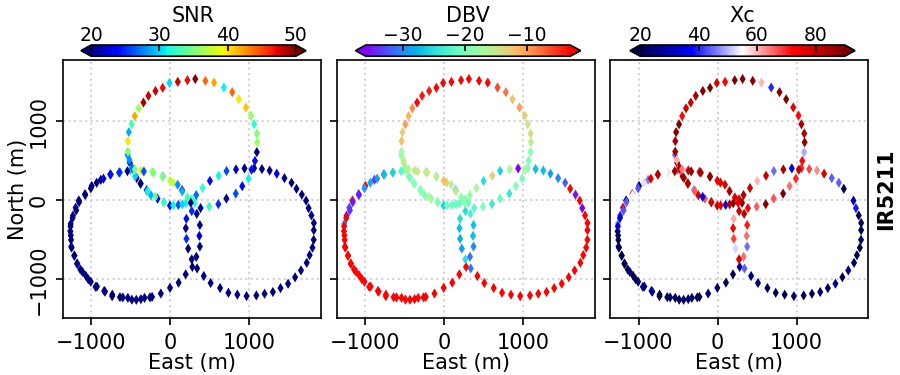 SNR
DBV
Xc
20 30 40 50
−30 −20 −10
20 40 60 80
North (m)
1000
0
−1000
−1000 0 1000
−1000 0 1000
−1000 0 1000
East (m)
East (m)
East (m)
IR5211